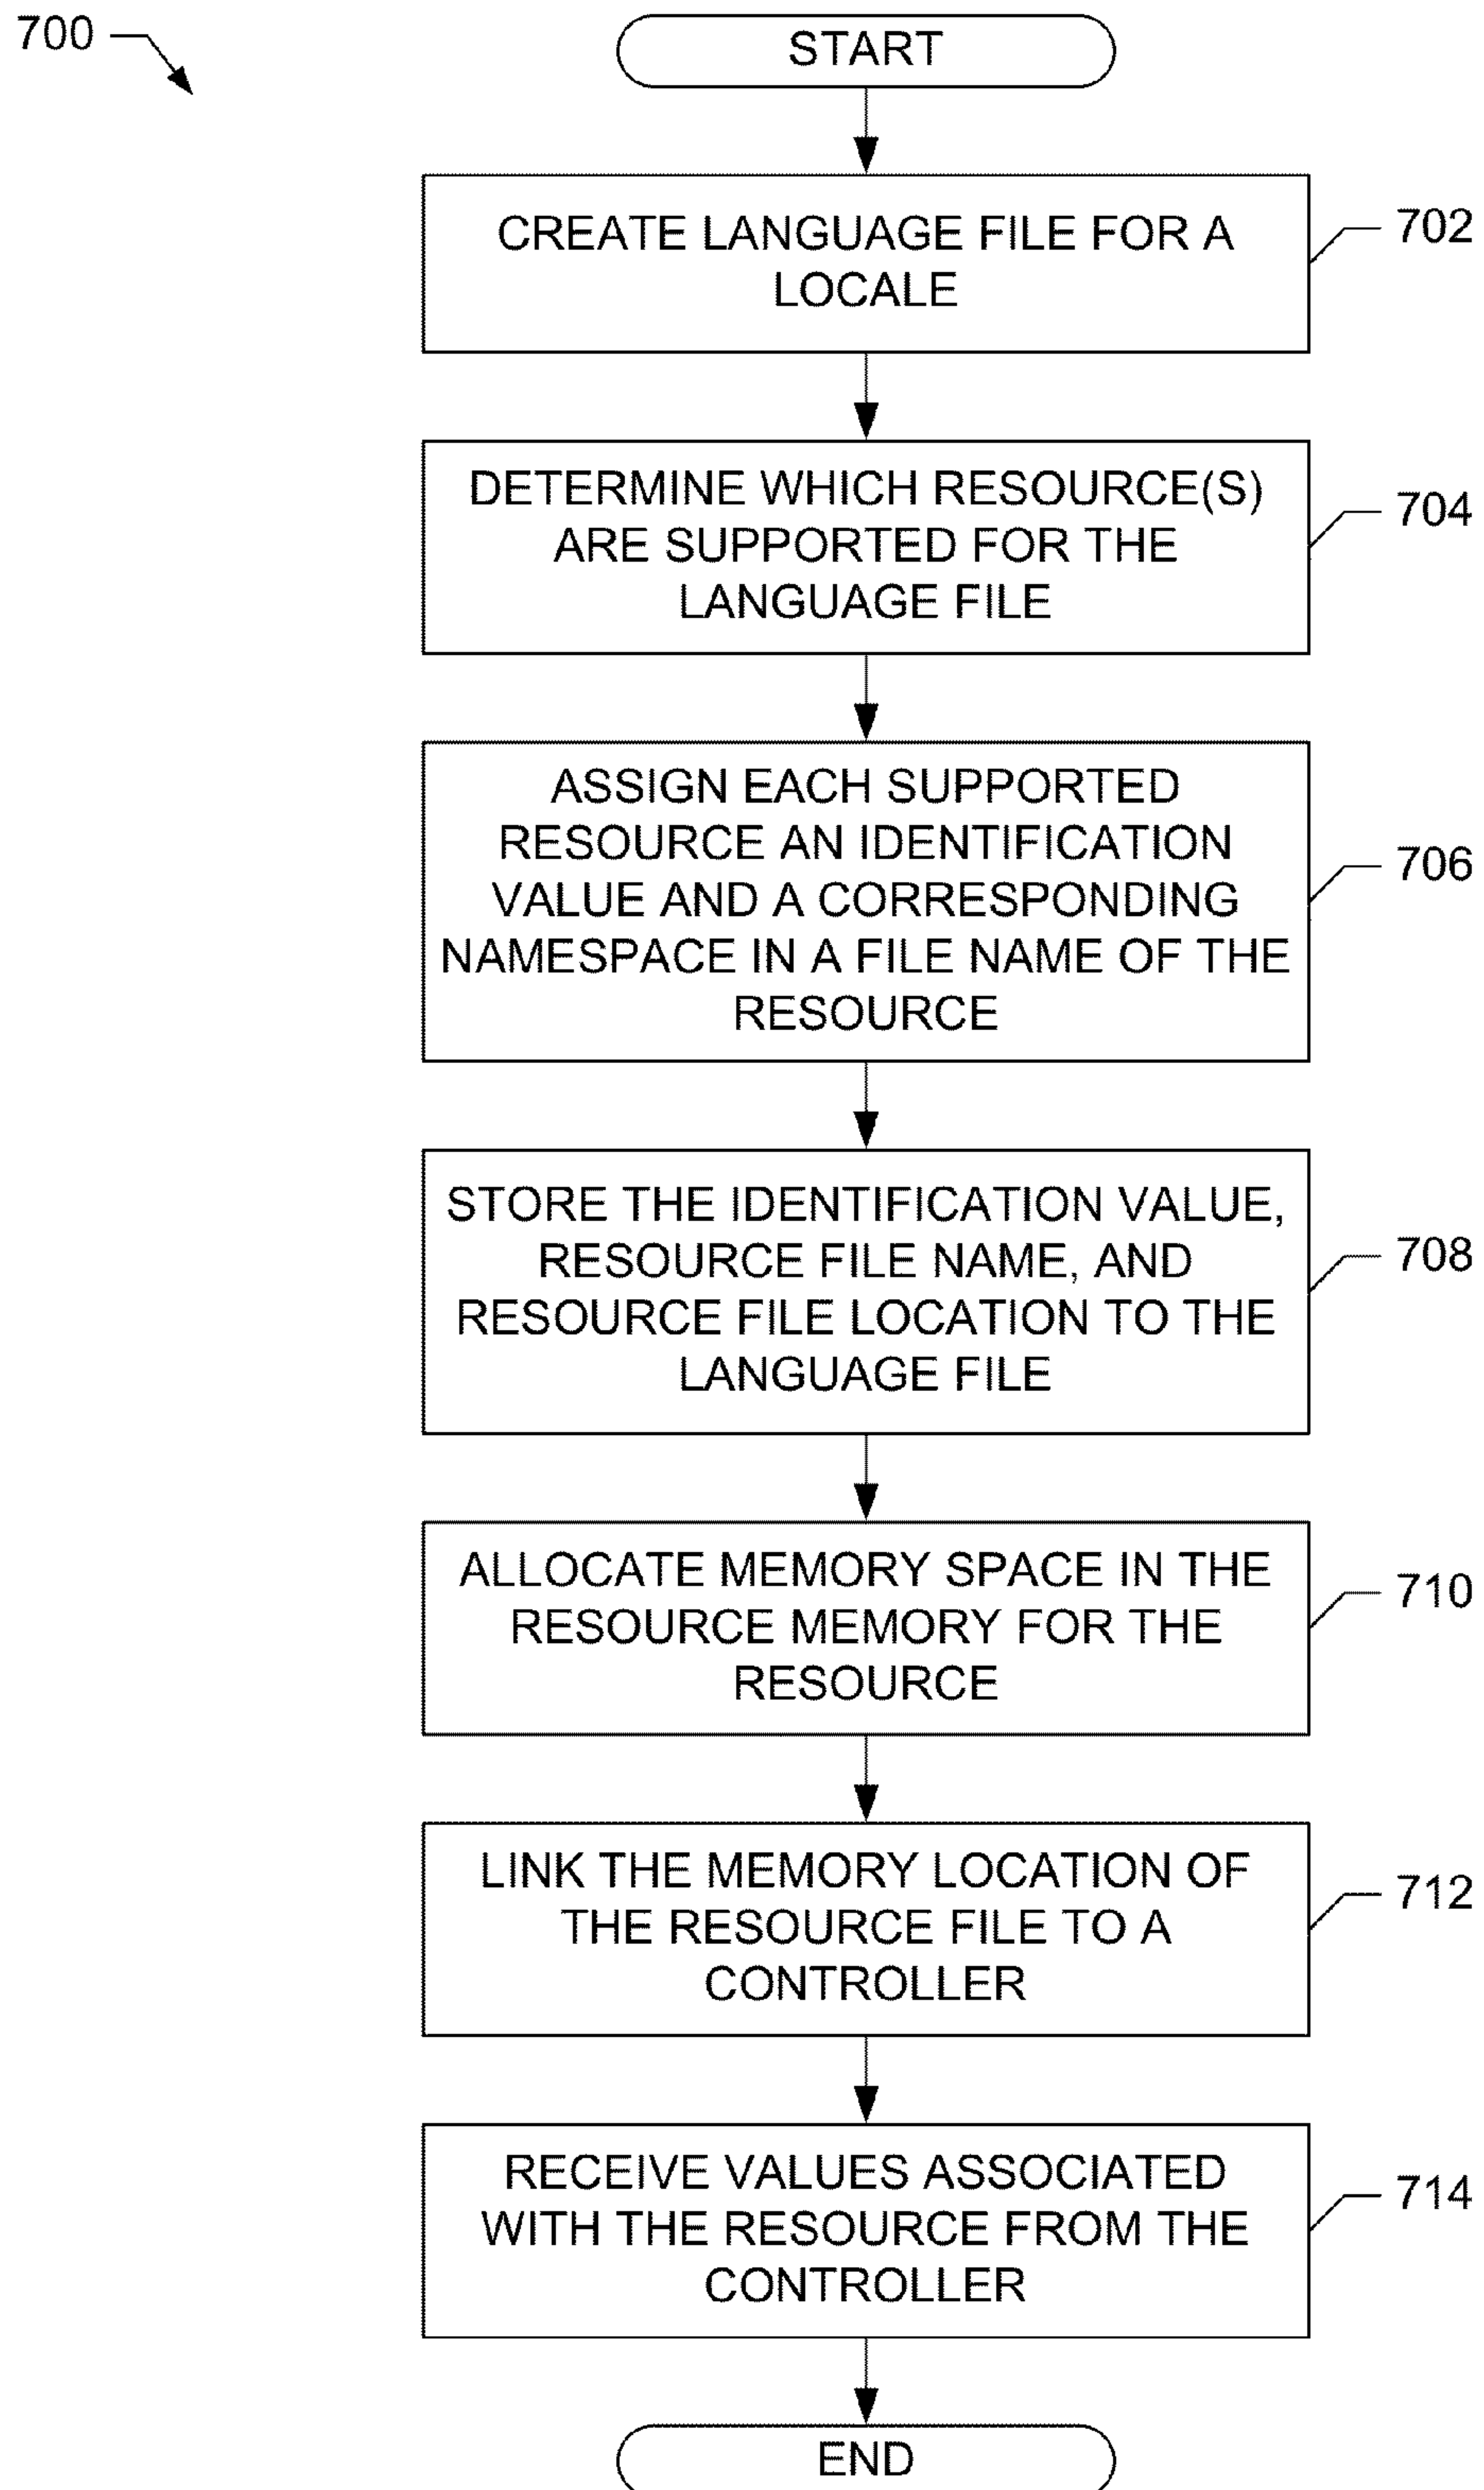 700
START
CREATE LANGUAGE FILE FOR A
LOCALE
702
DETERMINE WHICH RESOURCE(S)
ARE SUPPORTED FOR THE
LANGUAGE FILE
704
ASSIGN EACH SUPPORTED
RESOURCE AN IDENTIFICATION
VALUE AND A CORRESPONDING
NAMESPACE IN A FILE NAME OF THE
RESOURCE
706
STORE THE IDENTIFICATION VALUE,
RESOURCE FILE NAME, AND
RESOURCE FILE LOCATION TO THE
LANGUAGE FILE
708
ALLOCATE MEMORY SPACE IN THE
RESOURCE MEMORY FOR THE
RESOURCE
710
LINK THE MEMORY LOCATION OF
THE RESOURCE FILE TO A
CONTROLLER
712
RECEIVE VALUES ASSOCIATED
WITH THE RESOURCE FROM THE
CONTROLLER
714
END